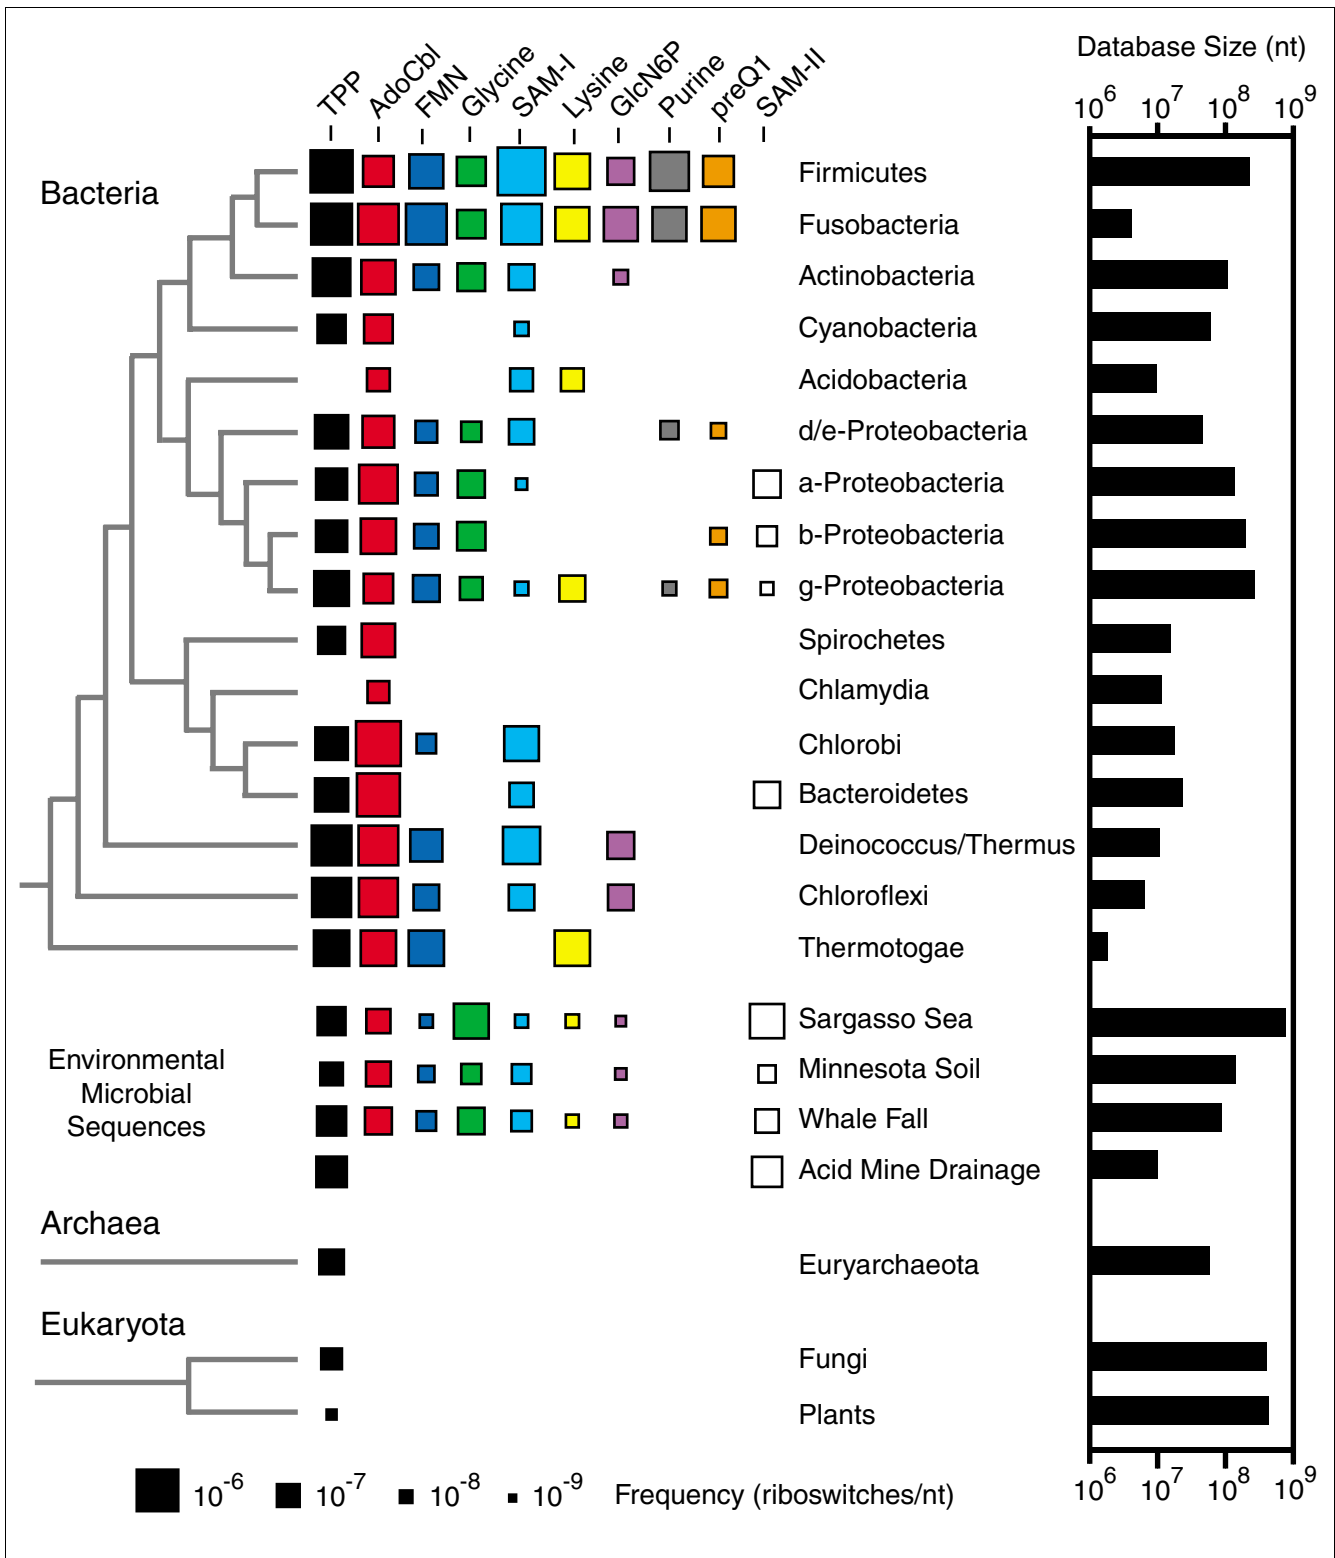 TPP
AdoCbl
FMN
Glycine
SAM-I
Lysine
GlcN6P
Purine
preQ1
SAM-II
Database Size (nt)
10^6 10^7 10^8 10^9
Bacteria
Firmicutes
Fusobacteria
Actinobacteria
Cyanobacteria
Acidobacteria
d/e-Proteobacteria
a-Proteobacteria
b-Proteobacteria
g-Proteobacteria
Spirochetes
Chlamydia
Chlorobi
Bacteroidetes
Deinococcus/Thermus
Chloroflexi
Thermotogae
Environmental
Microbial
Sequences
Sargasso Sea
Minnesota Soil
Whale Fall
Acid Mine Drainage
Archaea
Euryarchaeota
Eukaryota
Fungi
Plants
10^-6 10^-7 10^-8 10^-9 Frequency (riboswitches/nt)
10^6 10^7 10^8 10^9